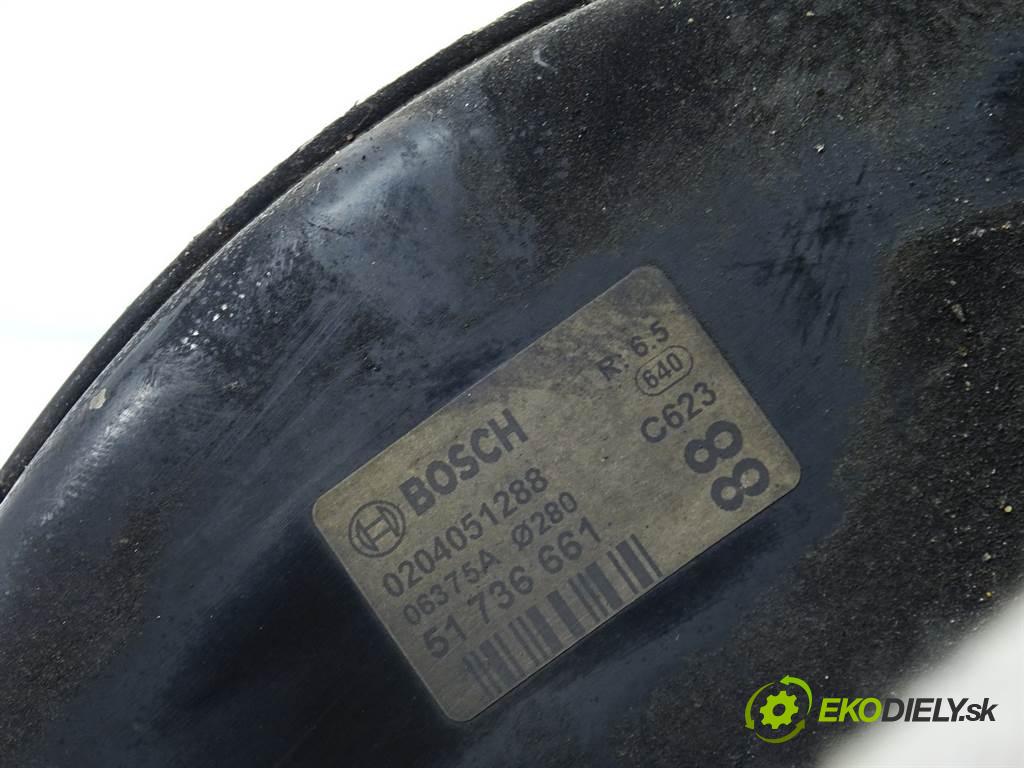 BOSCH
R: 6.5
640
0204051288
C623
06375A Ø280
88
51 736 661
EKODIELY.sk